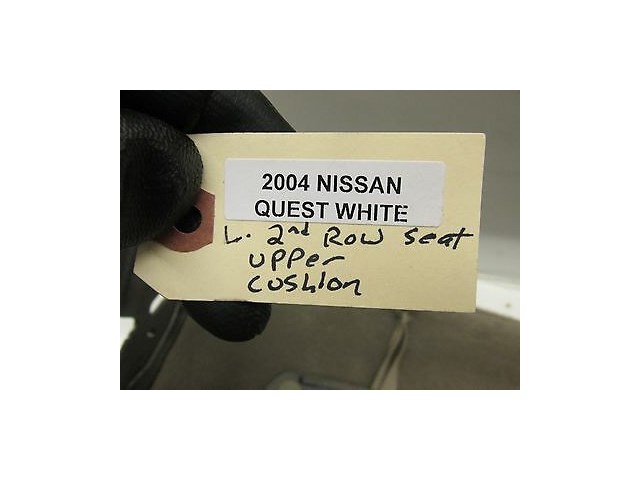 2004 NISSAN
QUEST WHITE
L. 2nd Row Seat
upper
cushion